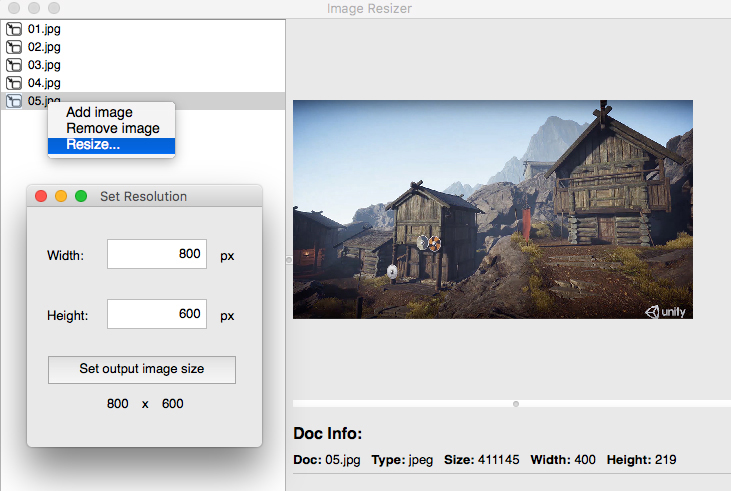 Image Resizer
01.jpg
02.jpg
03.jpg
04.jpg
05.jpg
Add image
Remove image
Resize...
Set Resolution
Width: 800 px
Height: 600 px
Set output image size
800 x 600
unity
Doc Info:
Doc: 05.jpg Type: jpeg Size: 411145 Width: 400 Height: 219